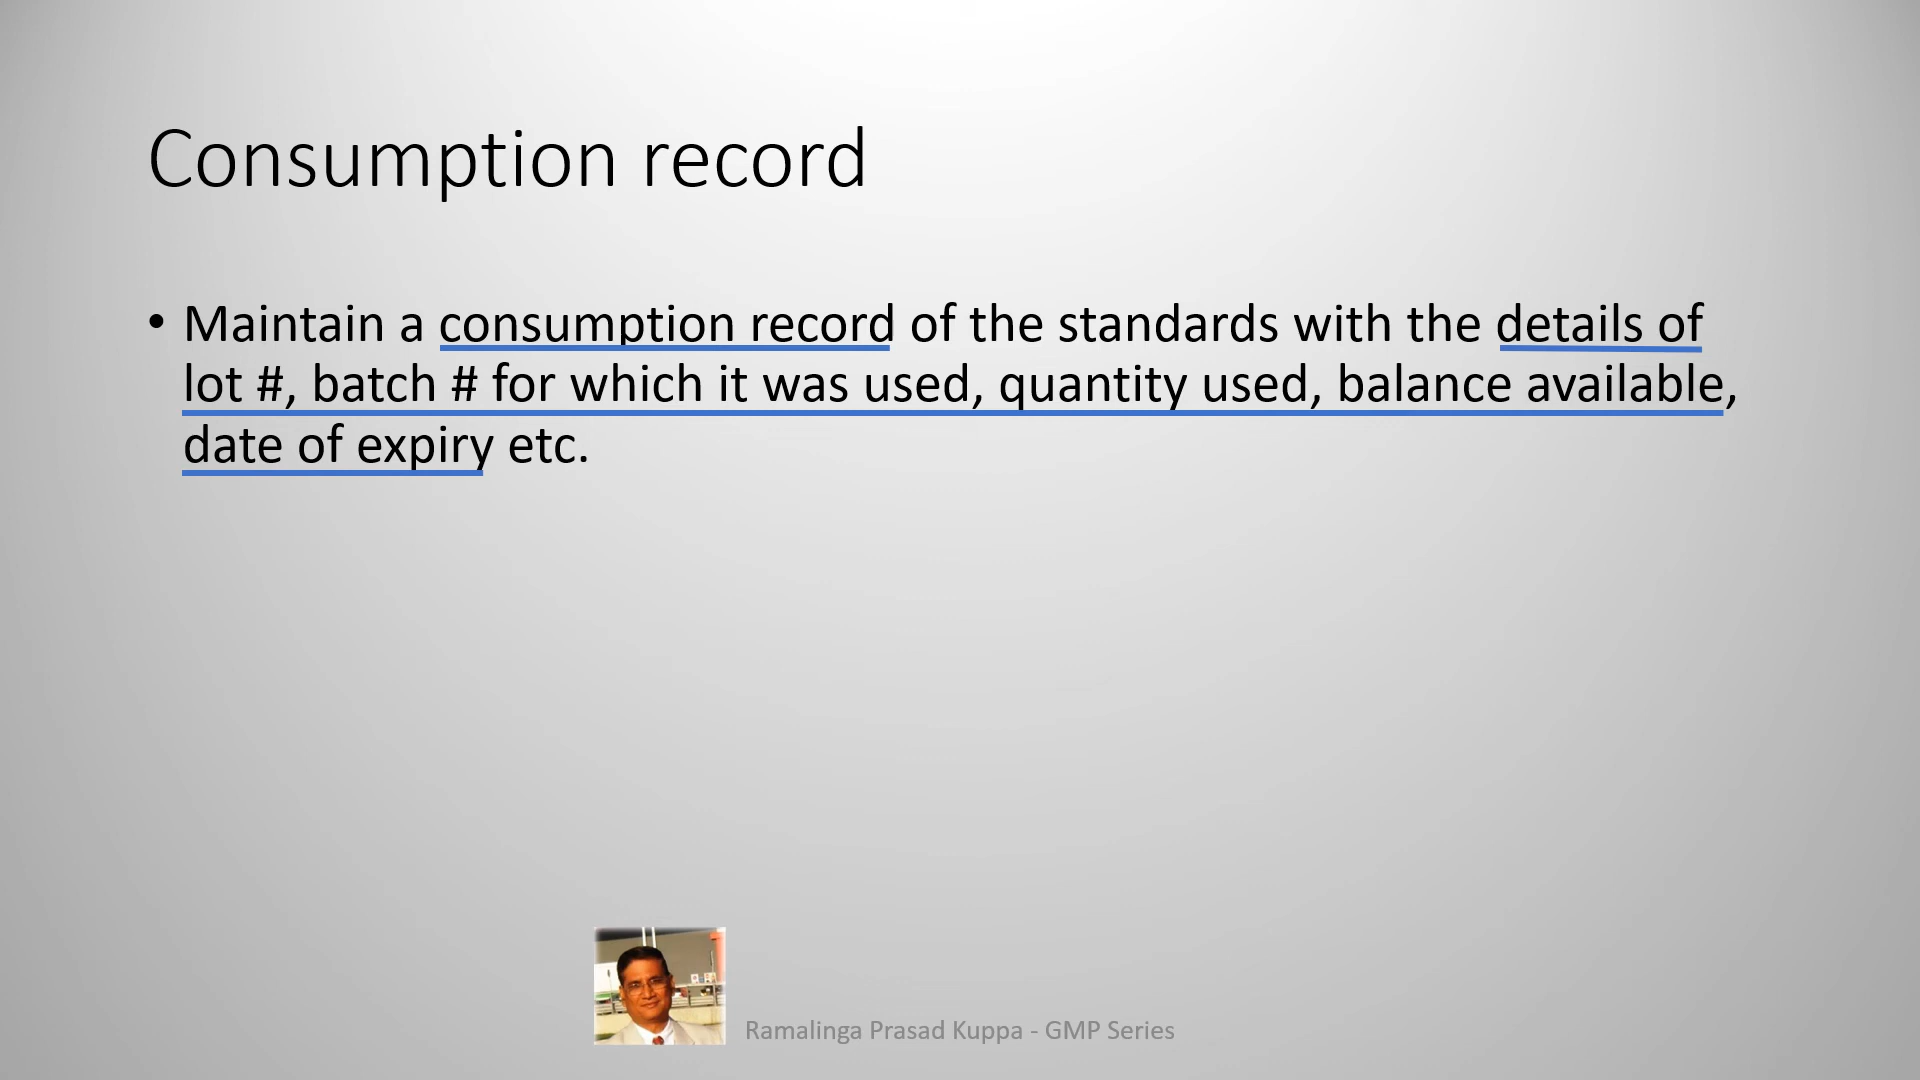 Consumption record
• Maintain a consumption record of the standards with the details of
lot #, batch # for which it was used, quantity used, balance available,
date of expiry etc.
Ramalinga Prasad Kuppa - GMP Series